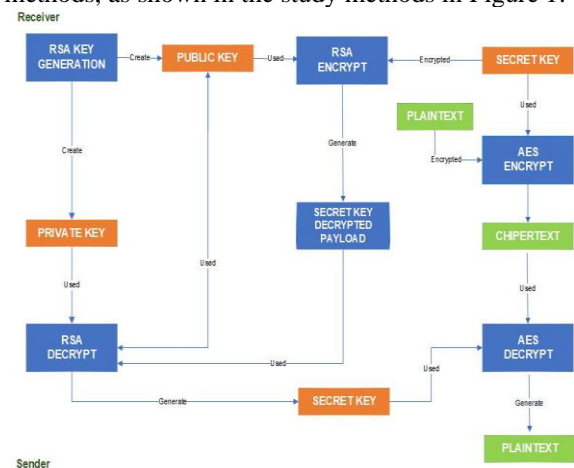 methods, as shown in the study methods in Figure 1.
Receiver
RSA KEY
GENERATION
Create
PUBLIC KEY
Used
RSA
ENCRYPT
Encrypted
SECRET KEY
Used
PLAINTEXT
Encrypted
AES
ENCRYPT
Create
Generate
PRIVATE KEY
SECRET KEY
DECRYPTED
PAYLOAD
CHIPERTEXT
Used
Used
Used
RSA
DECRYPT
Used
AES
DECRYPT
Used
Used
Generate
SECRET KEY
Generate
PLAINTEXT
Sender